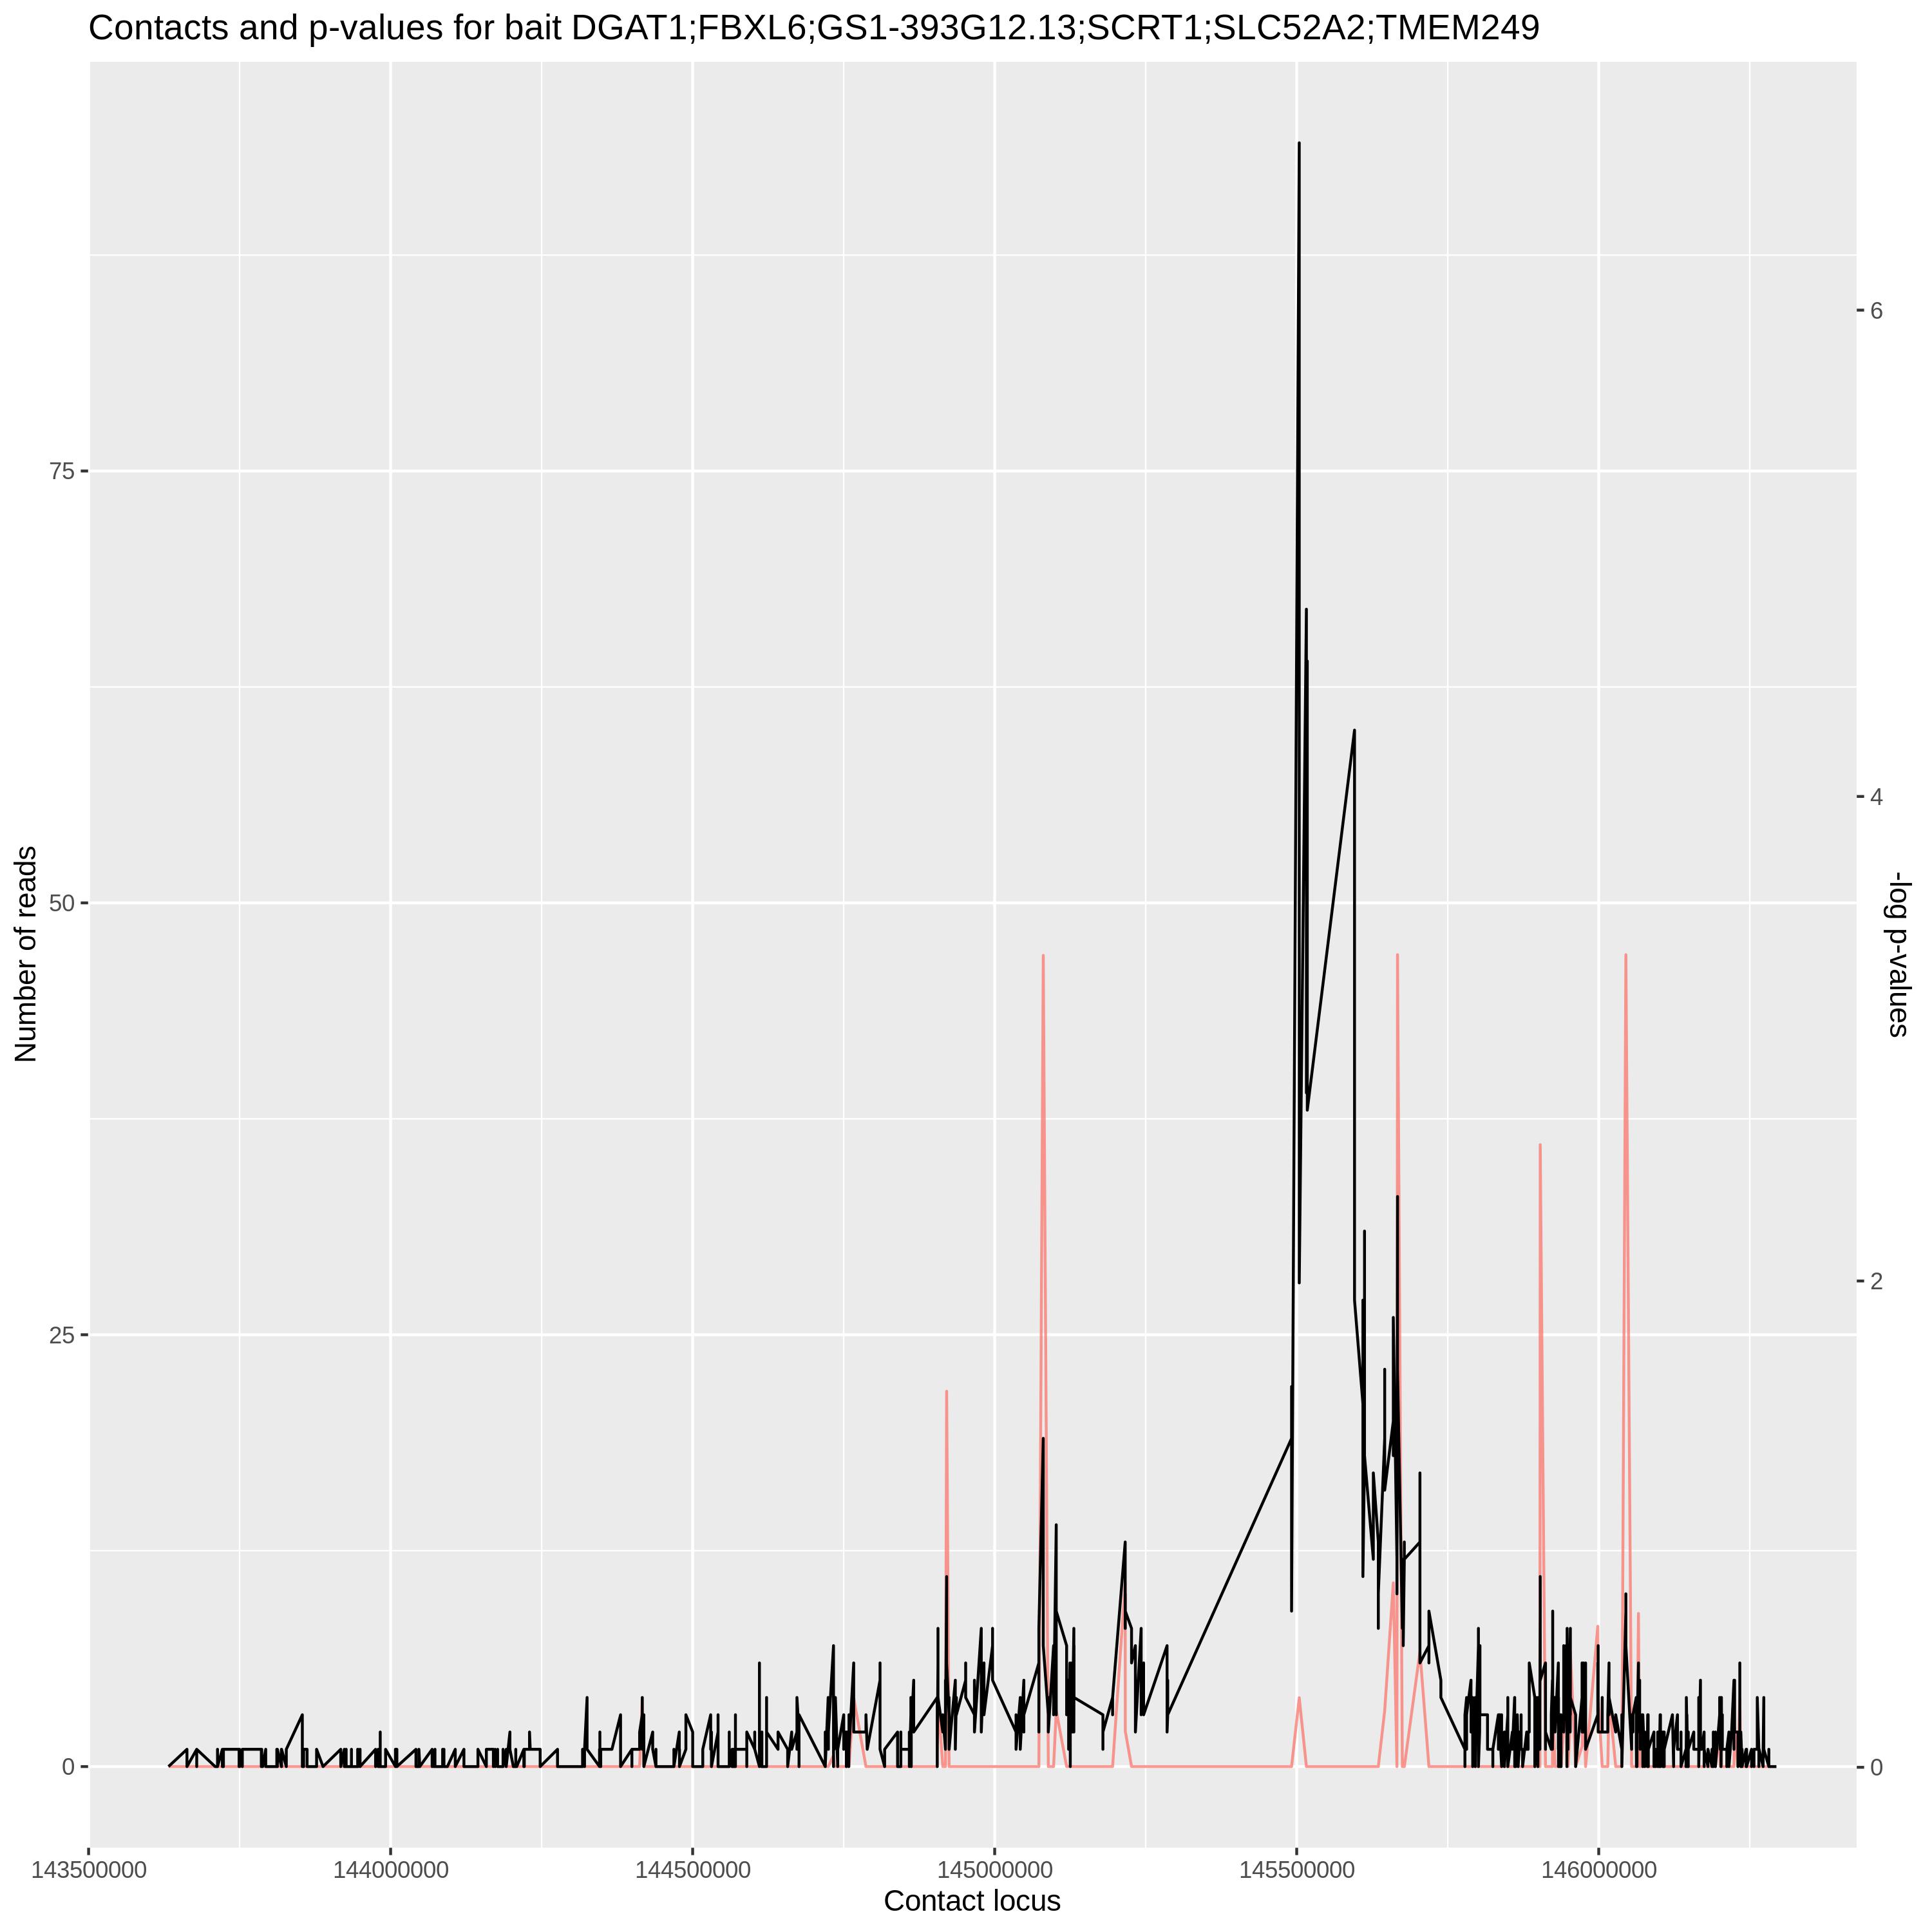 Contacts and p-values for bait DGAT1;FBXL6;GS1-393G12.13;SCRT1;SLC52A2;TMEM249
Number of reads
75
50
25
0
6
4
2
0
-log p-values
143500000 144000000 144500000 145000000 145500000 146000000
Contact locus